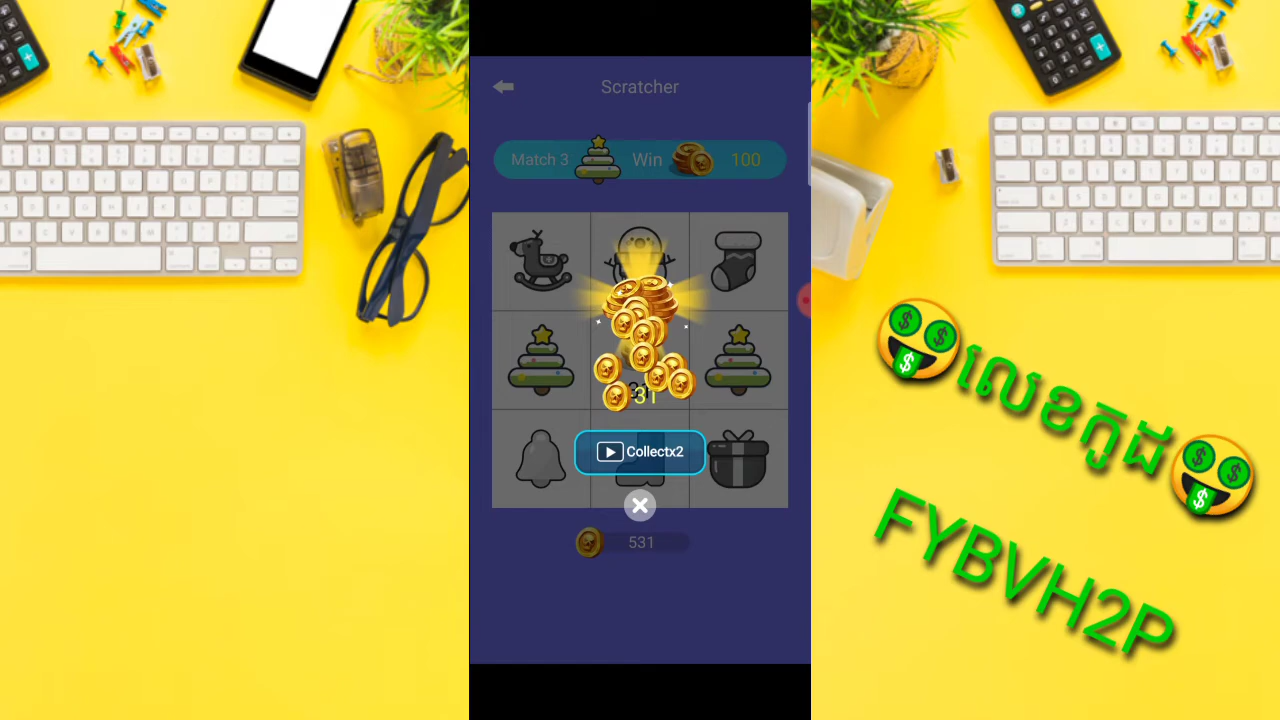 Scratcher
Match 3 Win 100
31
Collectx2
531
លេខកូដ
FYBVH2P